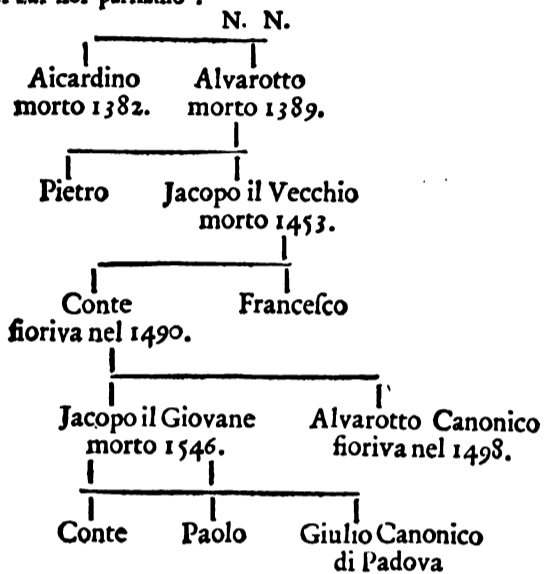 N. N.
Aicardino Alvarotto
morto 1382. morto 1389.
Pietro Jacopo il Vecchio
morto 1453.
Conte Franceſco
fioriva nel 1490.
Jacopo il Giovane Alvarotto Canonico
morto 1546. fioriva nel 1498.
Conte Paolo Giulio Canonico
di Padova